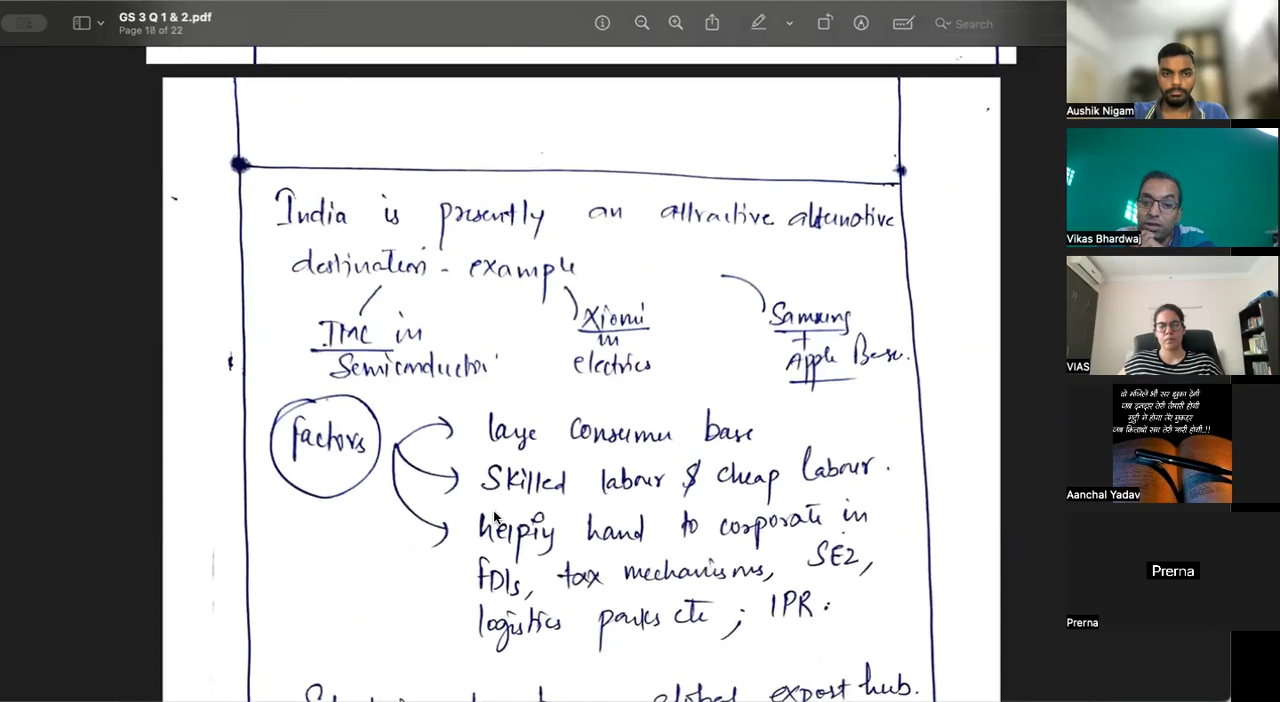 GS 3 Q 1 & 2.pdf
Page 18 of 22
Search
India is presently an attractive alternative
destination - example
TMC in
Semiconductor
Xiomi
in
electrics
Samsung
+
Apple Base.
factors
large consumer base
Skilled labour & cheap labour.
helping hand to corporate in
FDIs, tax mechanisms, SEZ,
logistics parks etc ; IPR.
global export hub.
Aushik Nigam
Vikas Bhardwaj
VIAS
Aanchal Yadav
Prerna
Prerna